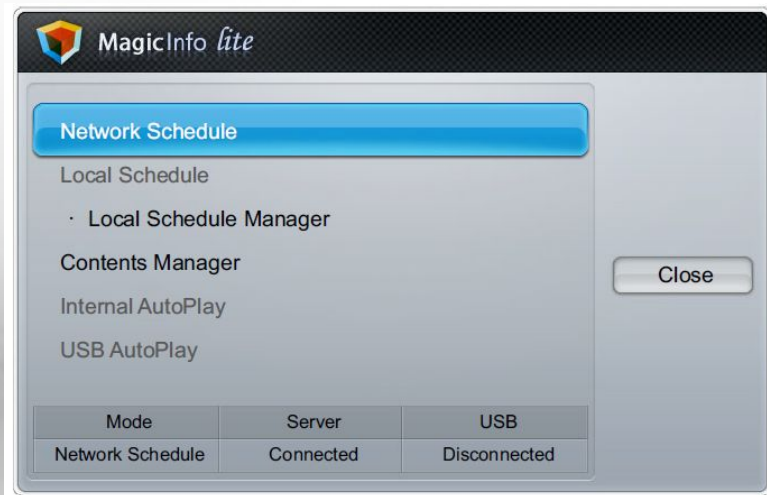 MagicInfo lite
Network Schedule
Local Schedule
· Local Schedule Manager
Contents Manager
Close
Internal AutoPlay
USB AutoPlay
Mode Server USB
Network Schedule Connected Disconnected